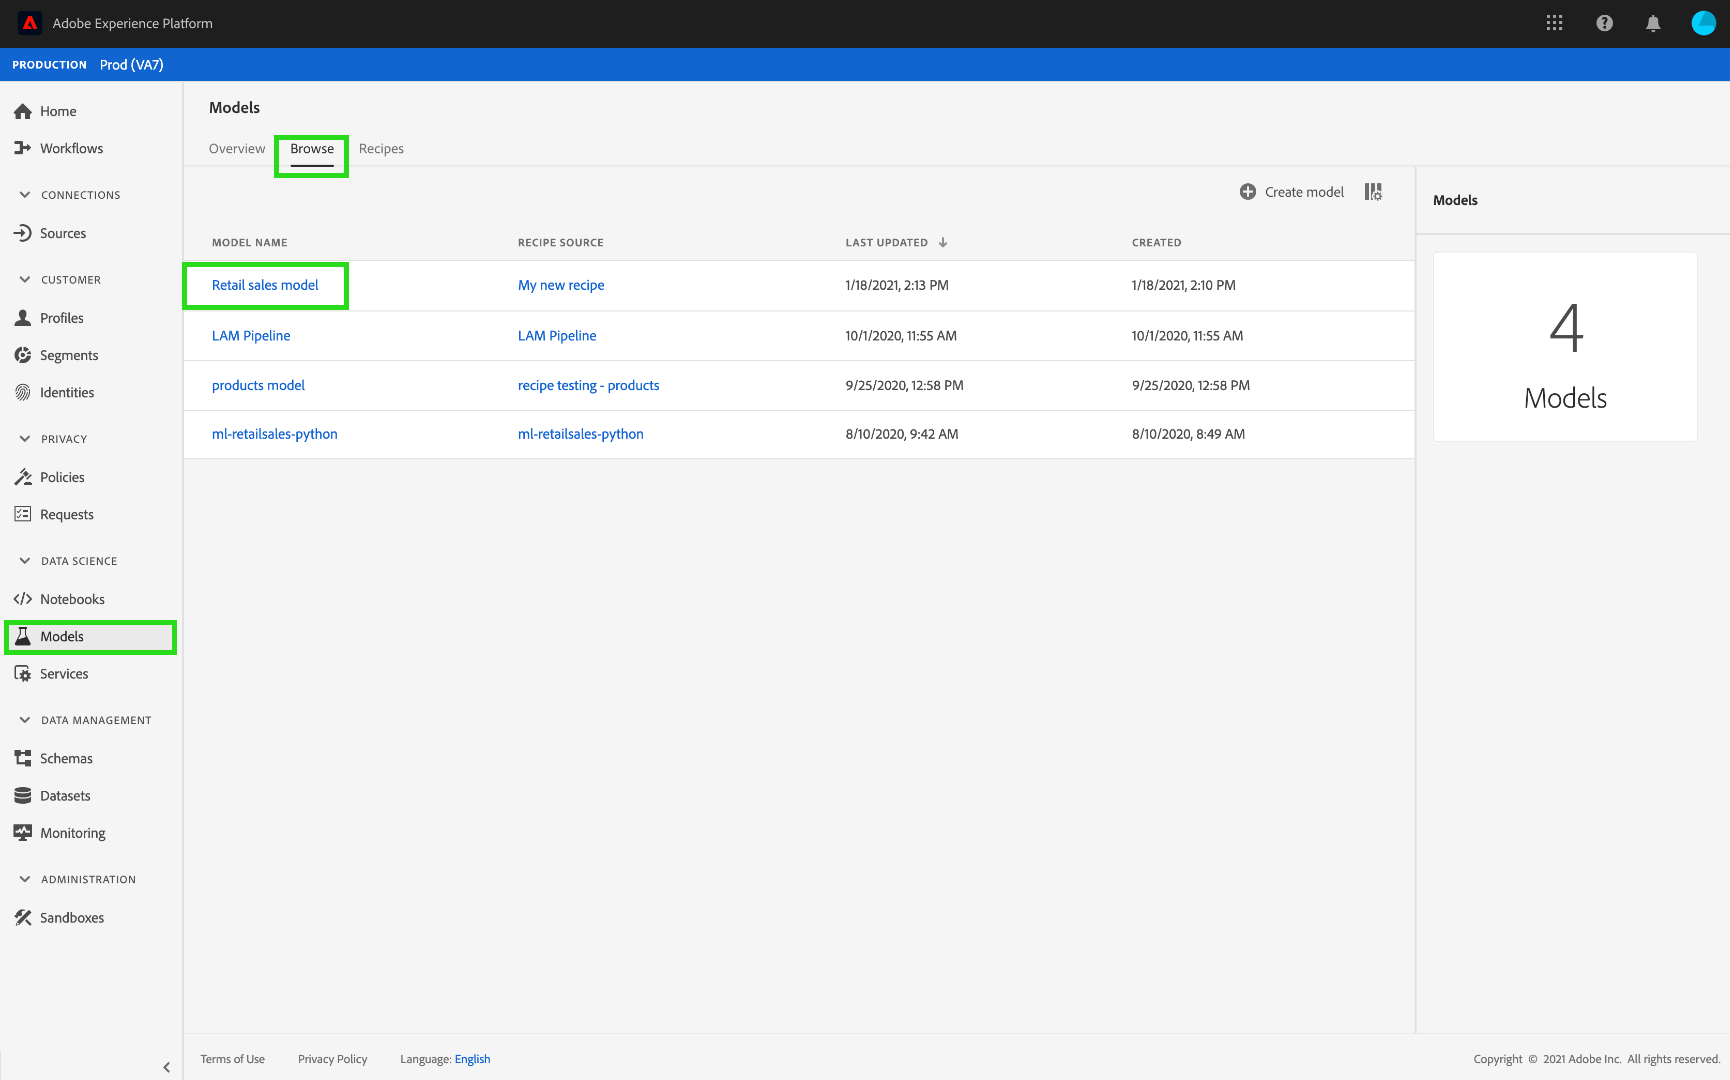 Adobe Experience Platform
PRODUCTION Prod (VA7)
Home
Workflows
CONNECTIONS
Sources
CUSTOMER
Profiles
Segments
Identities
PRIVACY
Policies
Requests
DATA SCIENCE
Notebooks
Models
Services
DATA MANAGEMENT
Schemas
Datasets
Monitoring
ADMINISTRATION
Sandboxes
Models
Overview Browse Recipes
Create model
MODEL NAME RECIPE SOURCE LAST UPDATED CREATED
Retail sales model My new recipe 1/18/2021, 2:13 PM 1/18/2021, 2:10 PM
LAM Pipeline LAM Pipeline 10/1/2020, 11:55 AM 10/1/2020, 11:55 AM
products model recipe testing - products 9/25/2020, 12:58 PM 9/25/2020, 12:58 PM
ml-retailsales-python ml-retailsales-python 8/10/2020, 9:42 AM 8/10/2020, 8:49 AM
Models
4
Models
Terms of Use Privacy Policy Language: English Copyright © 2021 Adobe Inc. All rights reserved.